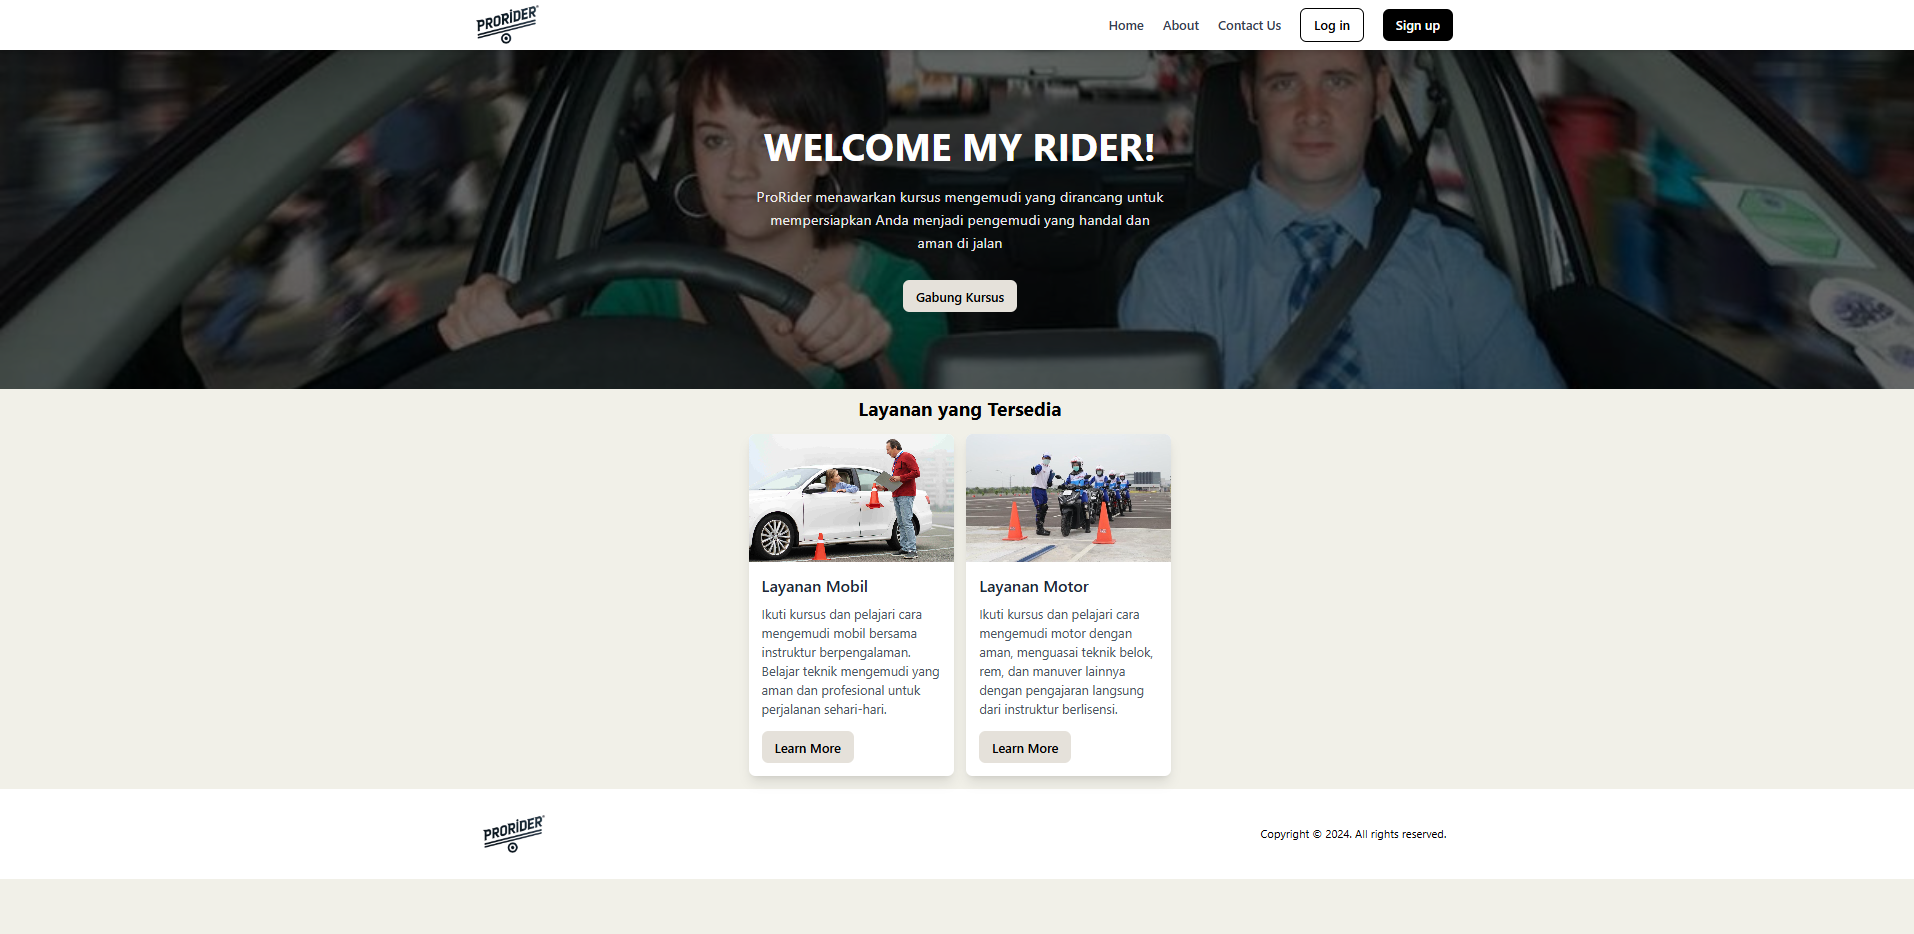 PRORIDER
Home About Contact Us Log in Sign up
WELCOME MY RIDER!
ProRider menawarkan kursus mengemudi yang dirancang untuk
mempersiapkan Anda menjadi pengemudi yang handal dan
aman di jalan
Gabung Kursus
Layanan yang Tersedia
Layanan Mobil
Ikuti kursus dan pelajari cara
mengemudi mobil bersama
instruktur berpengalaman.
Belajar teknik mengemudi yang
aman dan profesional untuk
perjalanan sehari-hari.
Learn More
Layanan Motor
Ikuti kursus dan pelajari cara
mengemudi motor dengan
aman, menguasai teknik belok,
rem, dan manuver lainnya
dengan pengajaran langsung
dari instruktur berlisensi.
Learn More
PRORIDER
Copyright © 2024. All rights reserved.